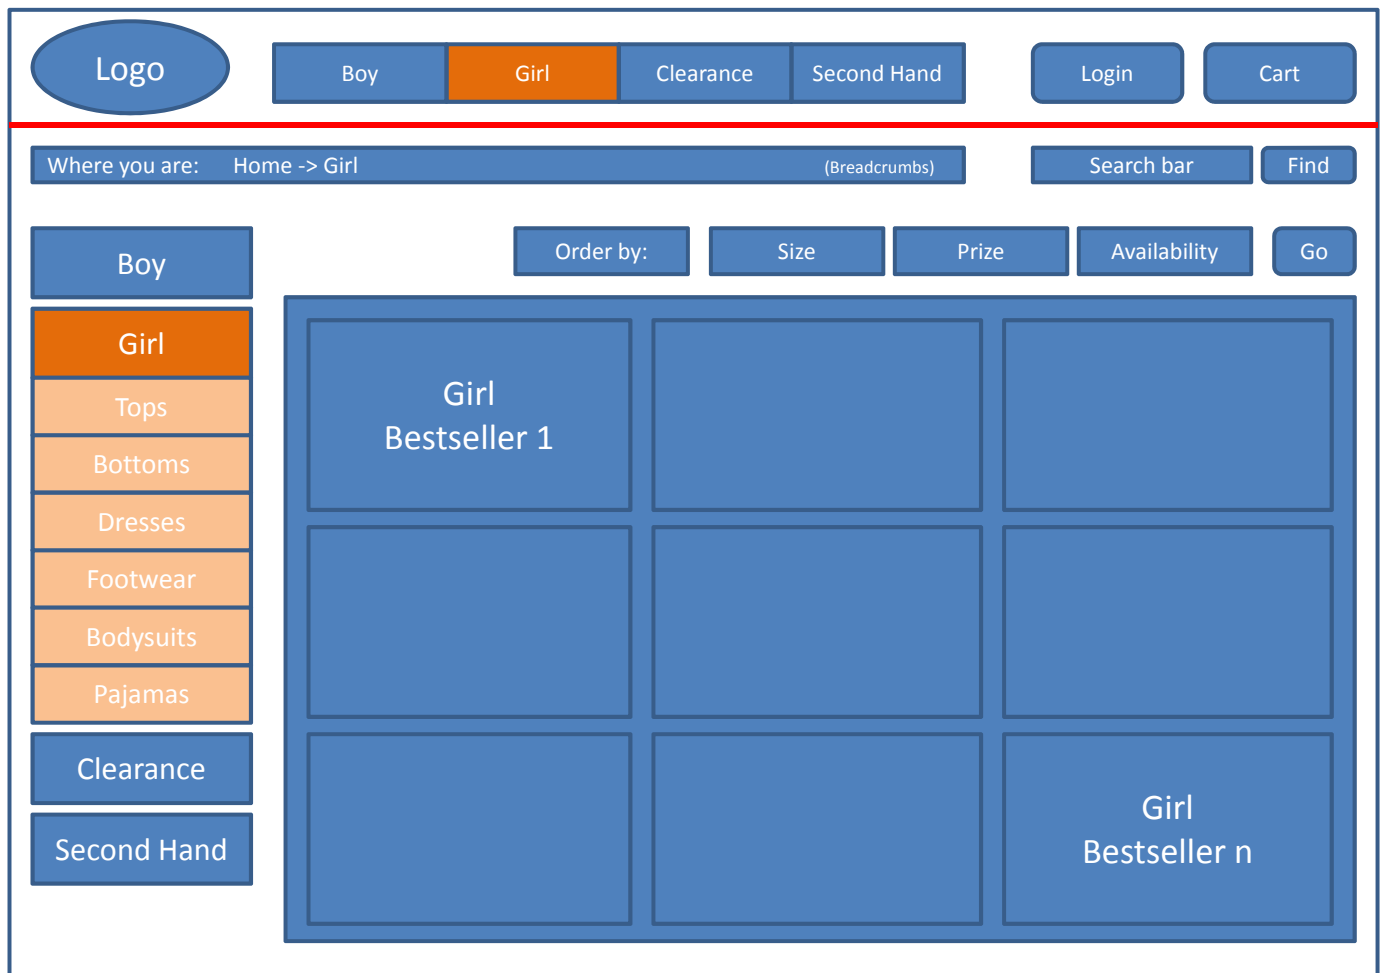 Logo
Boy Girl Clearance Second Hand
Login Cart
Where you are: Home -> Girl (Breadcrumbs)
Search bar Find
Order by: Size Prize Availability Go
Boy
Girl
Tops
Bottoms
Dresses
Footwear
Bodysuits
Pajamas
Clearance
Second Hand
Girl
Bestseller 1
Girl
Bestseller n